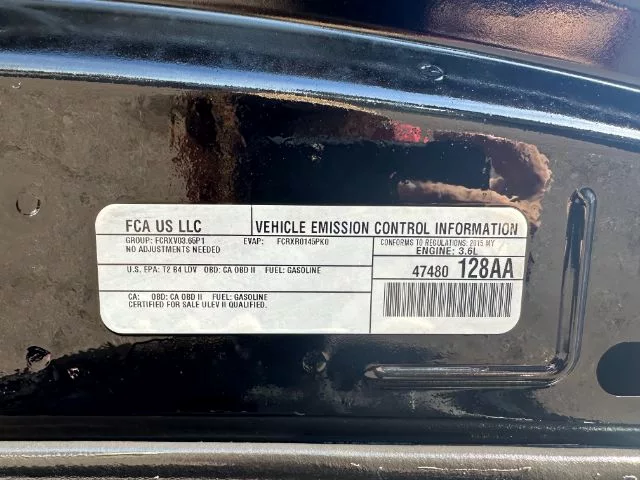 FCA US LLC
VEHICLE EMISSION CONTROL INFORMATION
GROUP: FCRXV03.65P1 EVAP: FCRXR0145PK0
NO ADJUSTMENTS NEEDED
CONFORMS TO REGULATIONS: 2015 MY
ENGINE: 3.6L
U.S. EPA: T2 B4 LDV OBD: CA OBD II FUEL: GASOLINE
47480 128AA
CA: OBD: CA OBD II FUEL: GASOLINE
CERTIFIED FOR SALE ULEV II QUALIFIED.